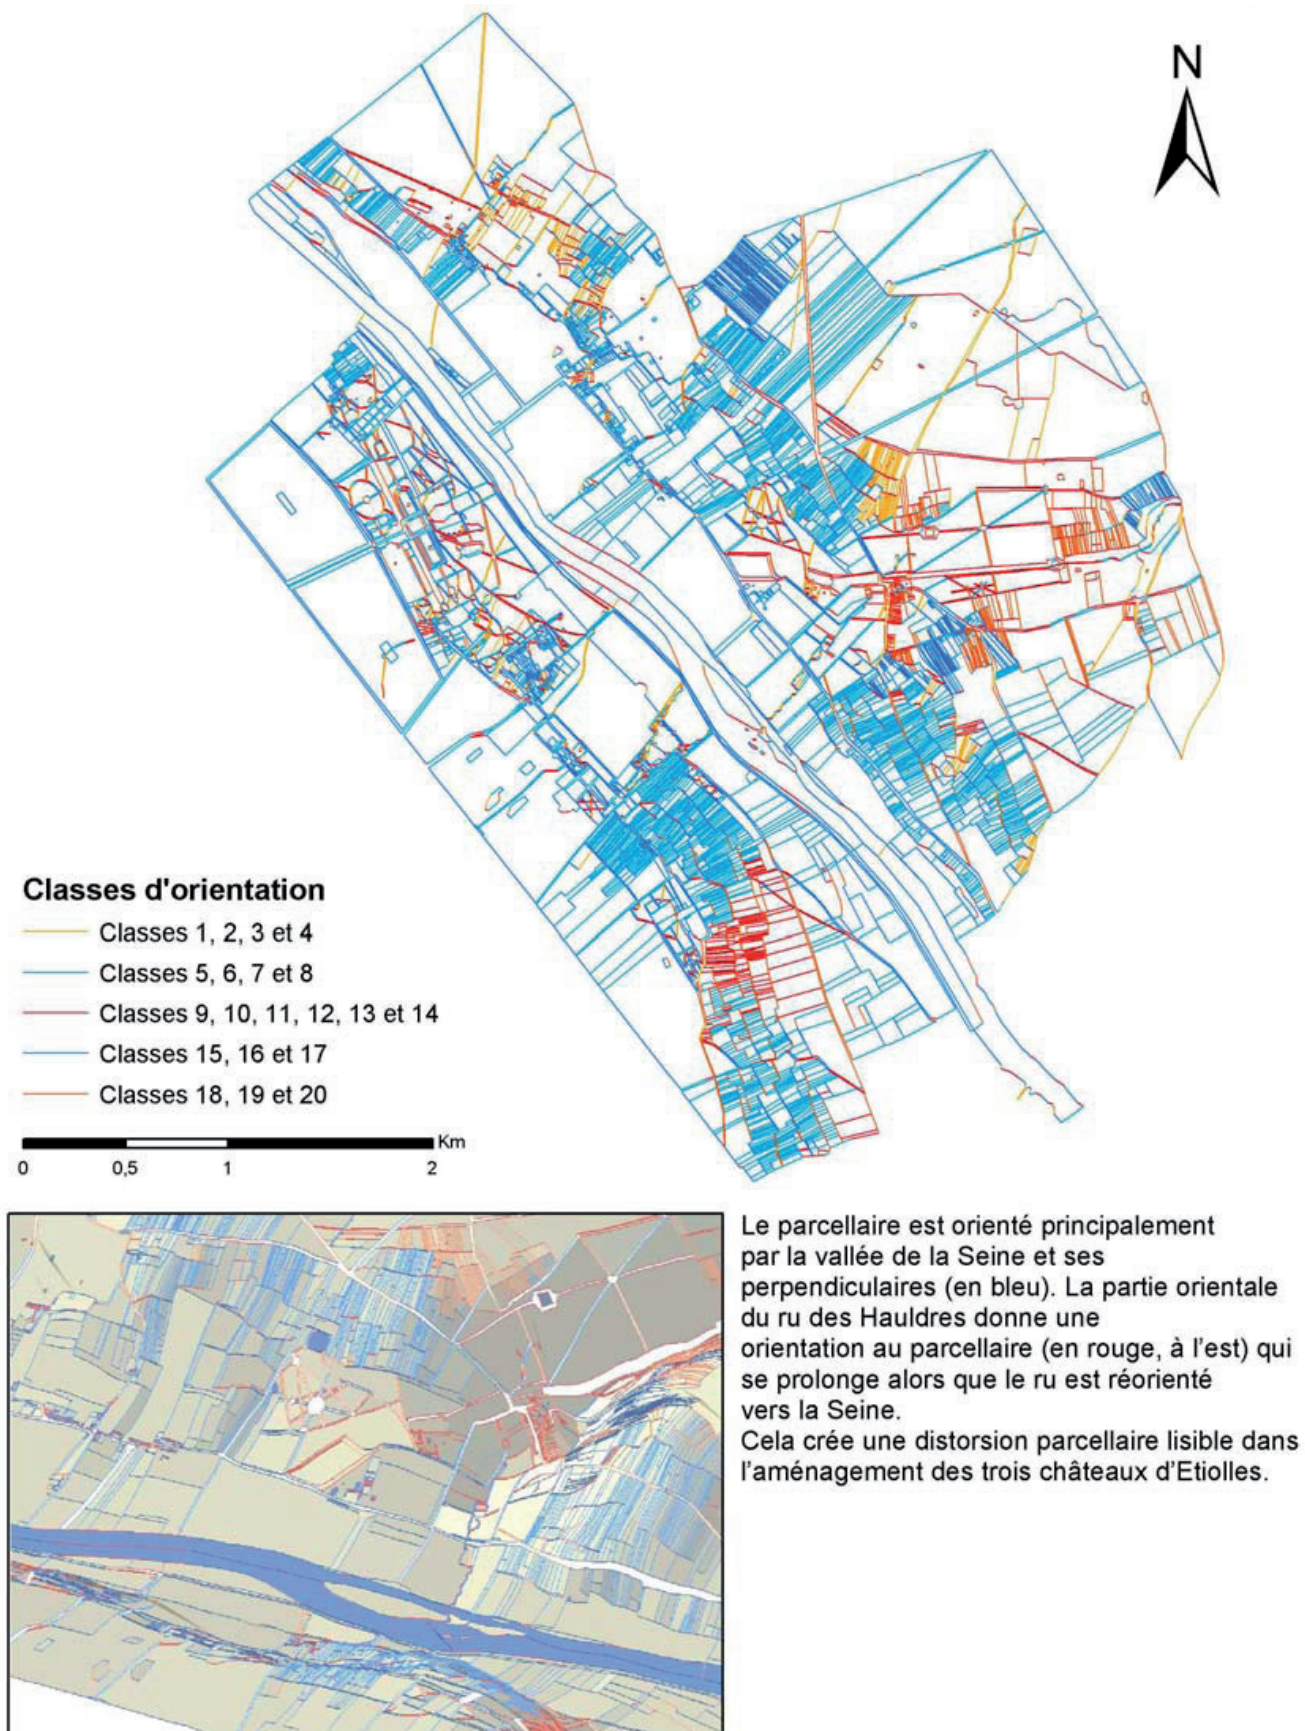 N
Classes d'orientation
Classes 1, 2, 3 et 4
Classes 5, 6, 7 et 8
Classes 9, 10, 11, 12, 13 et 14
Classes 15, 16 et 17
Classes 18, 19 et 20
Km
0 0,5 1 2
Le parcellaire est orienté principalement
par la vallée de la Seine et ses
perpendiculaires (en bleu). La partie orientale
du ru des Hauldres donne une
orientation au parcellaire (en rouge, à l'est) qui
se prolonge alors que le ru est réorienté
vers la Seine.
Cela crée une distorsion parcellaire lisible dans
l'aménagement des trois châteaux d'Etiolles.